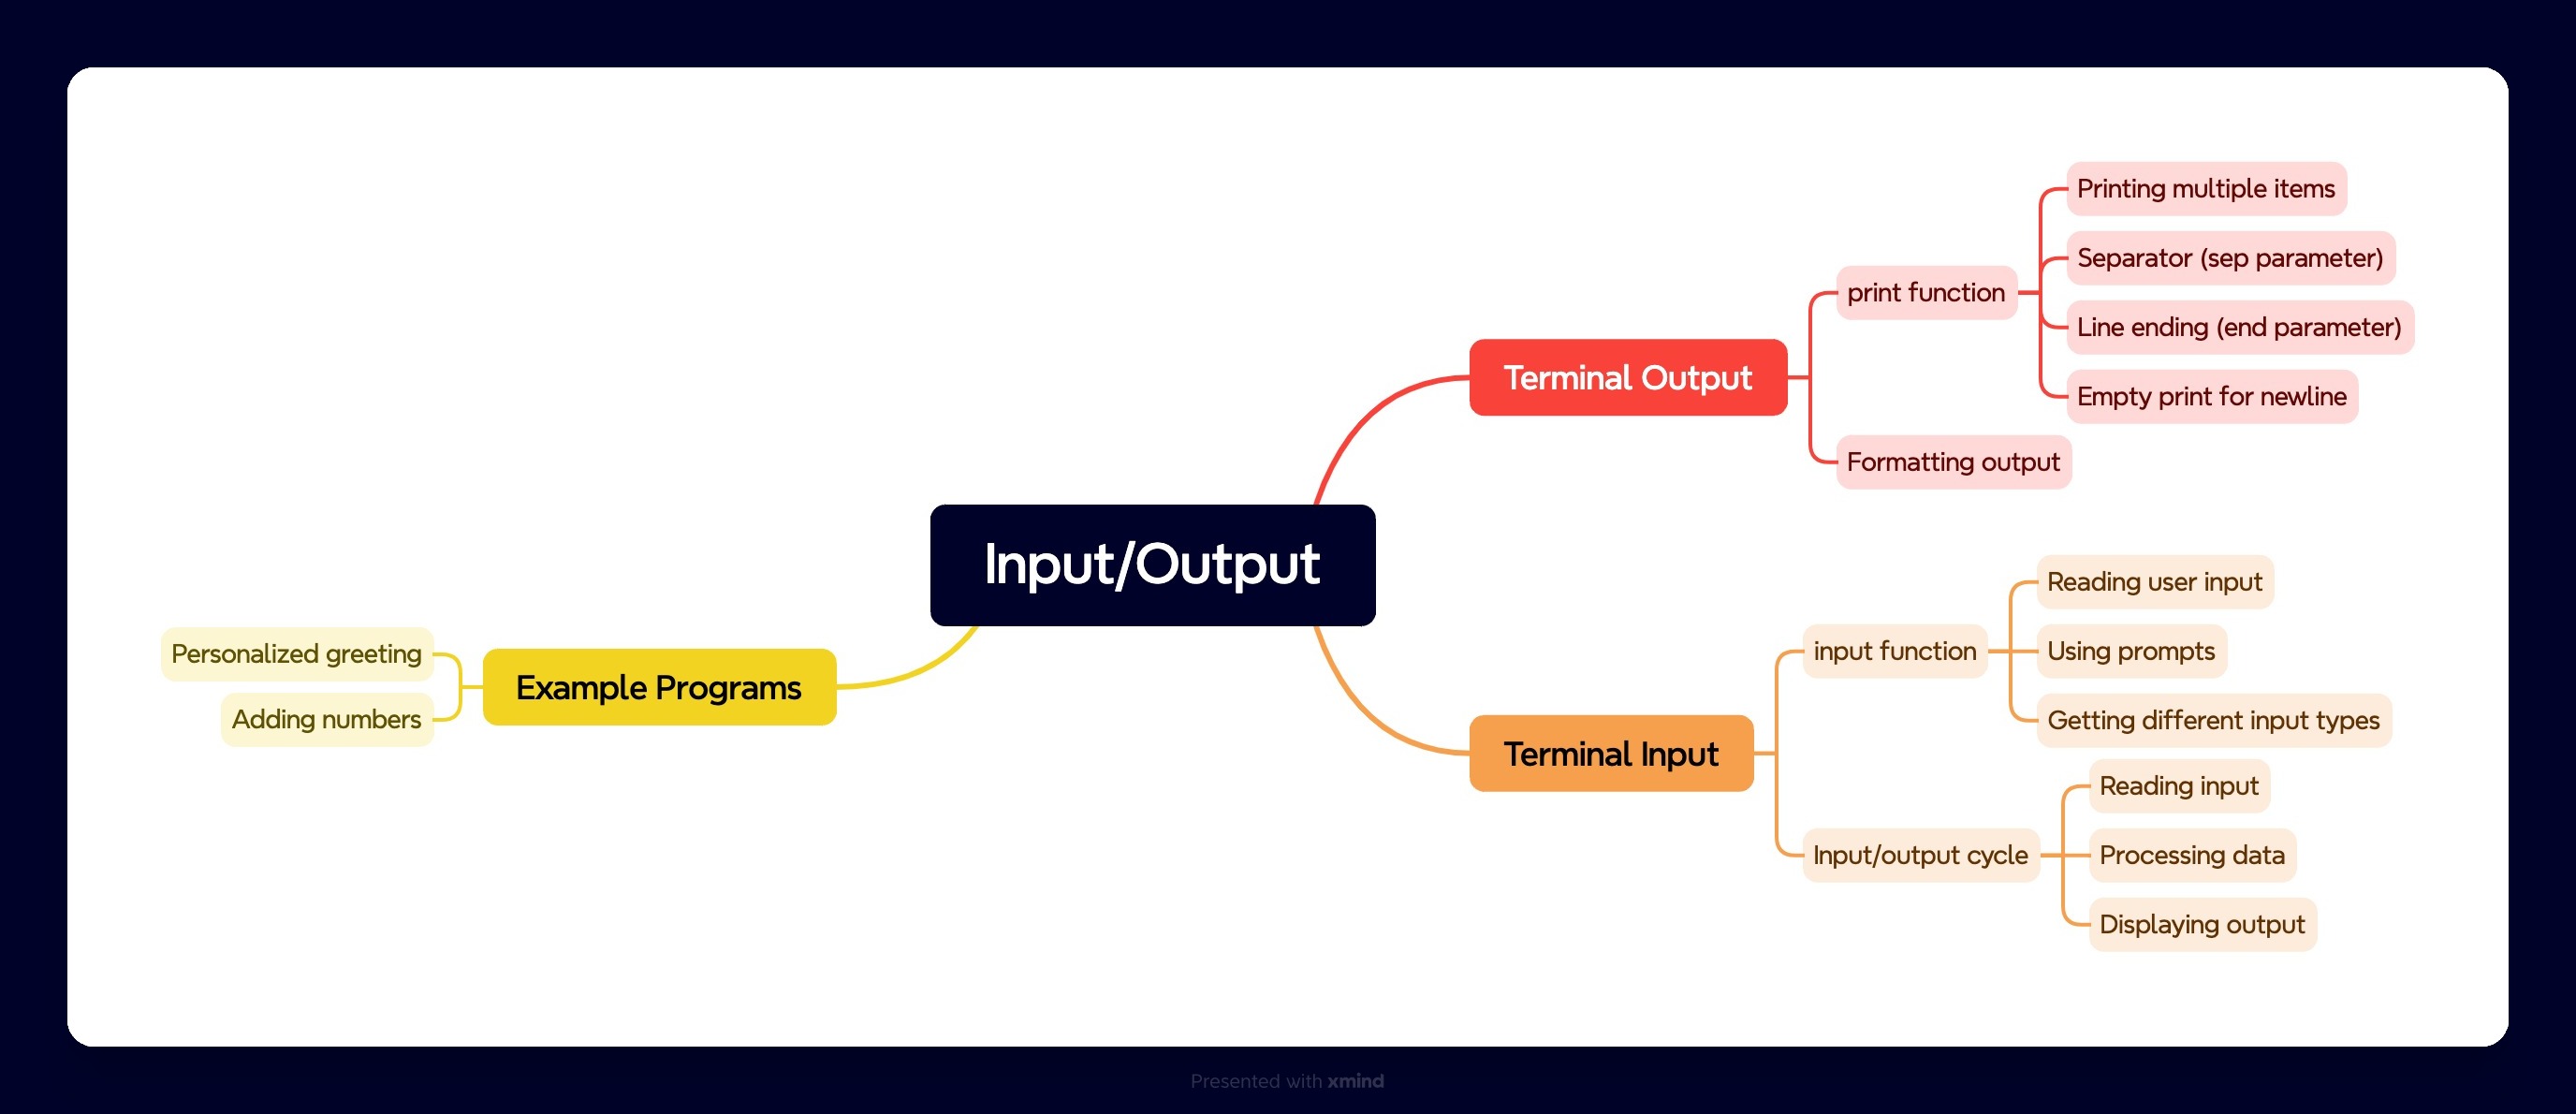 Input/Output
Terminal Output
print function
Printing multiple items
Separator (sep parameter)
Line ending (end parameter)
Empty print for newline
Formatting output
Terminal Input
input function
Reading user input
Using prompts
Getting different input types
Input/output cycle
Reading input
Processing data
Displaying output
Example Programs
Personalized greeting
Adding numbers
Presented with xmind